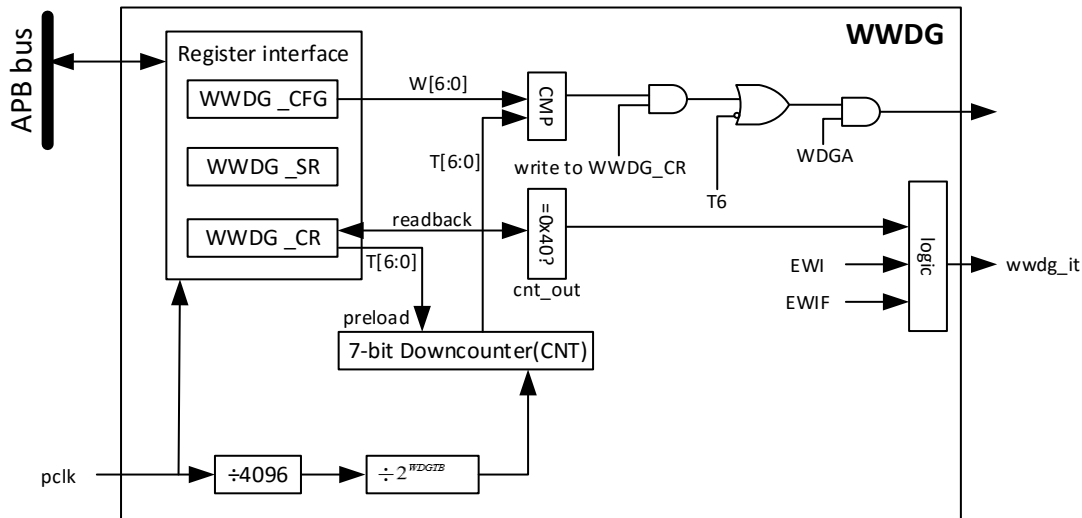 APB bus
WWDG
Register interface
WWDG _CFG
W[6:0]
CMP
WWDG _SR
T[6:0]
write to WWDG_CR
WDGA
T6
WWDG _CR
readback
=0x40?
logic
T[6:0]
EWI
wwdg_it
cnt_out
EWIF
preload
7-bit Downcounter(CNT)
pclk
÷4096
÷2^WDGTB